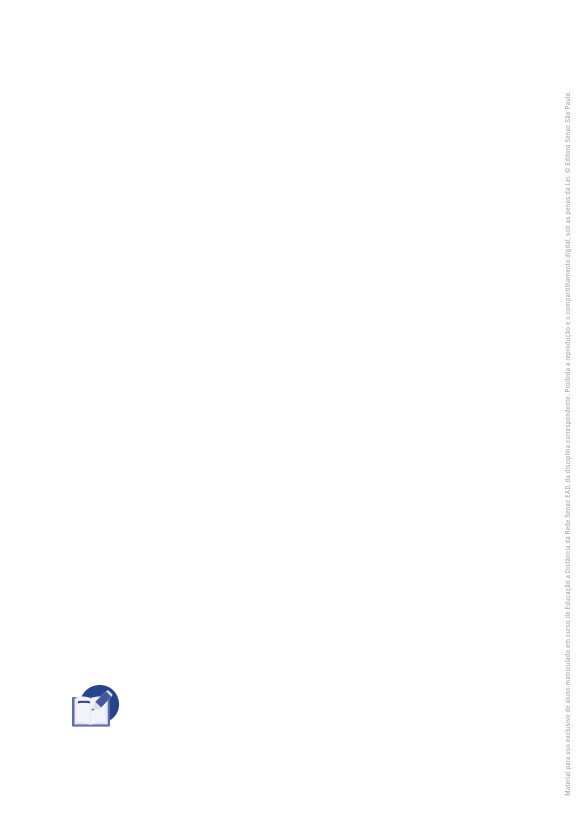 Material para uso exclusivo de aluno matriculado em curso de Educação a Distância da Rede Senac EAD, da disciplina correspondente. Proibida a reprodução e o compartilhamento digital, sob as penas da Lei. © Editora Senac São Paulo.